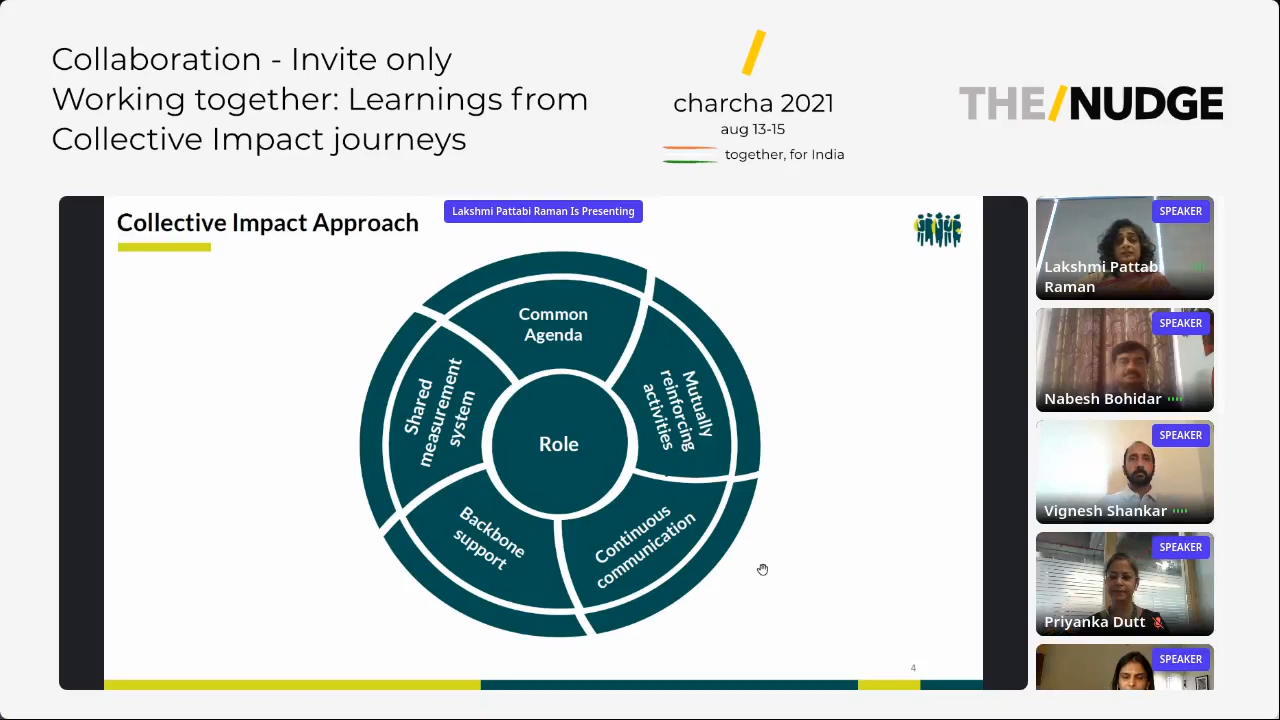 Collaboration - Invite only
Working together: Learnings from
Collective Impact journeys
charcha 2021
aug 13-15
together, for India
THE/NUDGE
Collective Impact Approach
Lakshmi Pattabi Raman Is Presenting
Common
Agenda
Mutually
reinforcing
activities
Continuous
communication
Backbone
support
Shared
measurement
system
Role
4
SPEAKER
Lakshmi Pattabi
Raman
SPEAKER
Nabesh Bohidar
SPEAKER
Vignesh Shankar
SPEAKER
Priyanka Dutt
SPEAKER